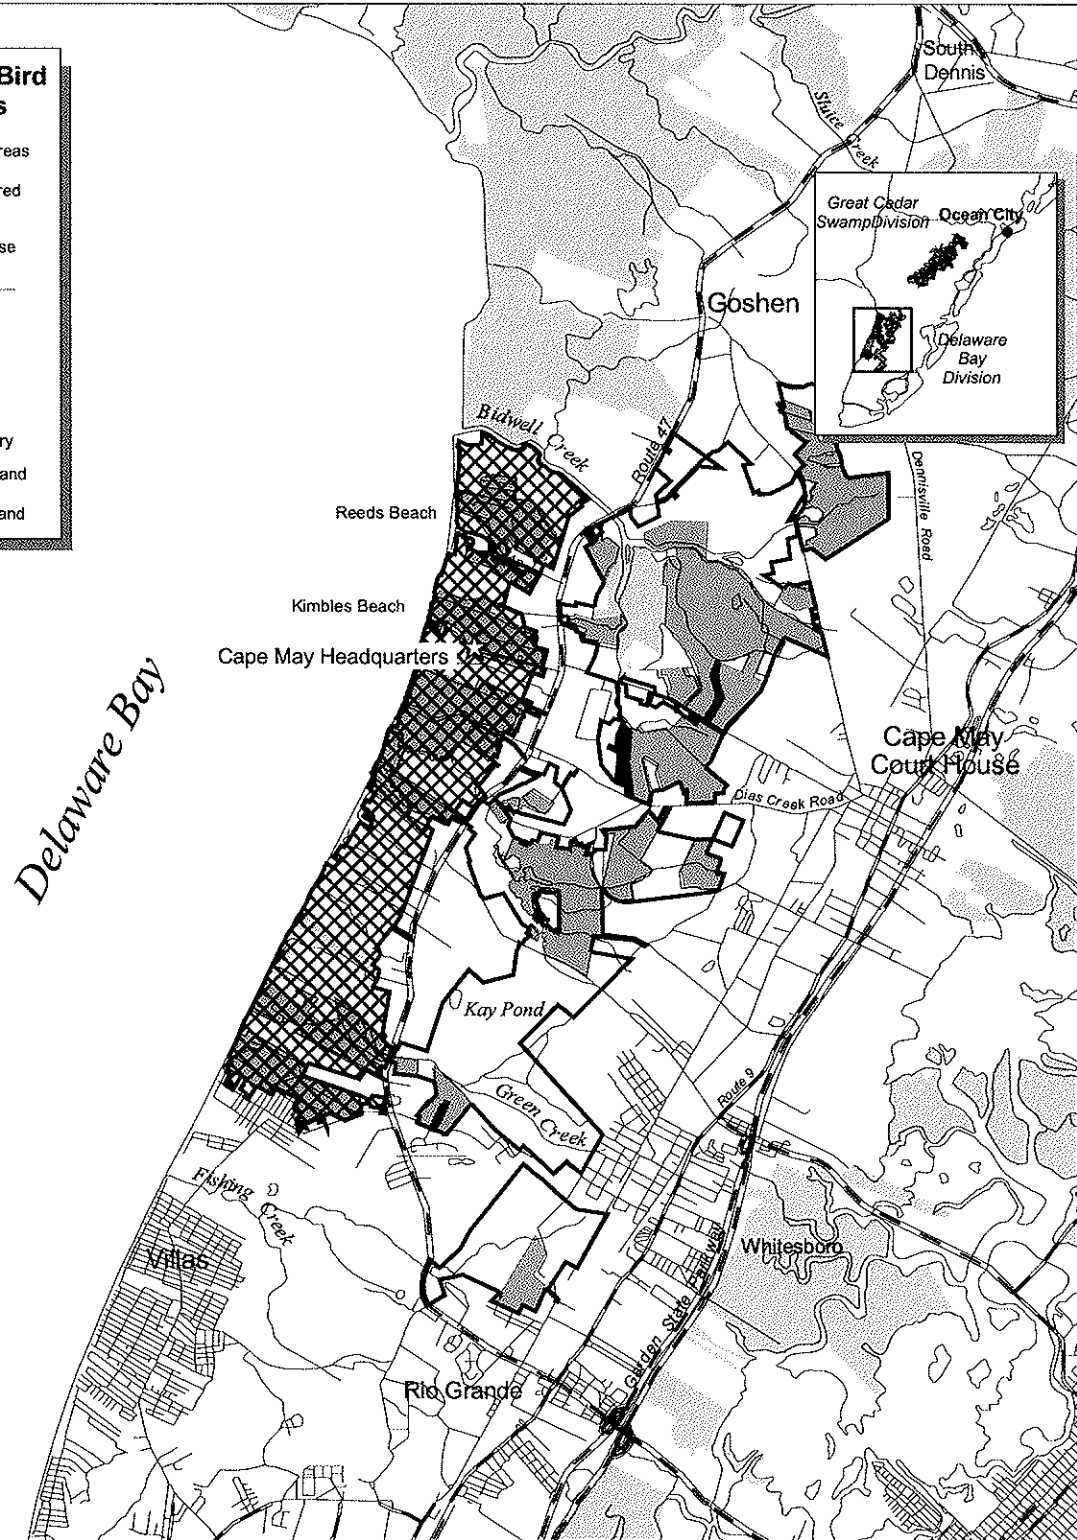 Bird
s
reas
red
se
ry
and
and
South
Dennis
Sluice Creek
Great Cedar
SwampDivision
Ocean City
Delaware
Bay
Division
Goshen
Bidwell Creek
Route 47
Dennisville Road
Reeds Beach
Kimbles Beach
Cape May Headquarters
Delaware Bay
Cape May
Court House
Dias Creek Road
Kay Pond
Green Creek
Route 9
Fishing Creek
Villas
Whitesboro
Garden State Parkway
Rio Grande